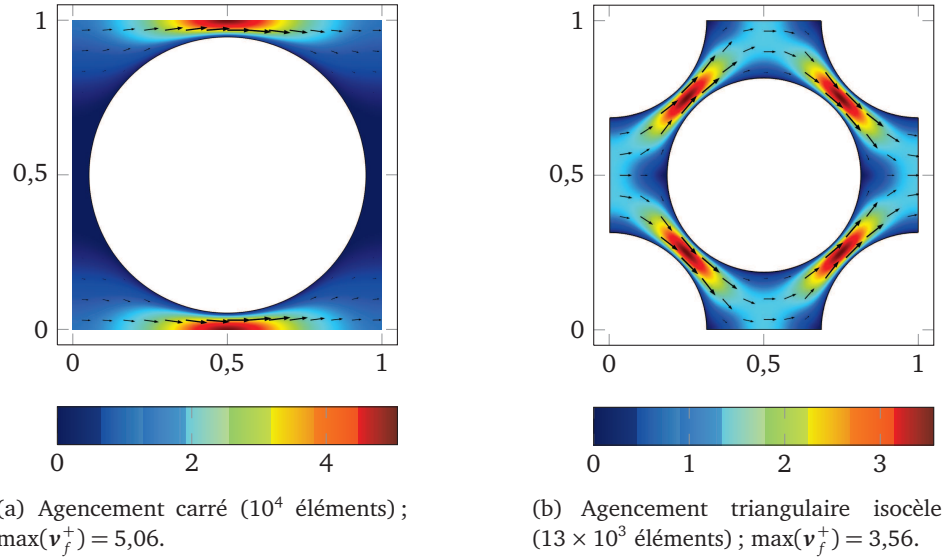 1
0,5
0
0 0,5 1
0 2 4
(a) Agencement carré (10⁴ éléments) ;
max(𝒗_f^+) = 5,06.
1
0,5
0
0 0,5 1
0 1 2 3
(b) Agencement triangulaire isocèle
(13 × 10³ éléments) ; max(𝒗_f^+) = 3,56.